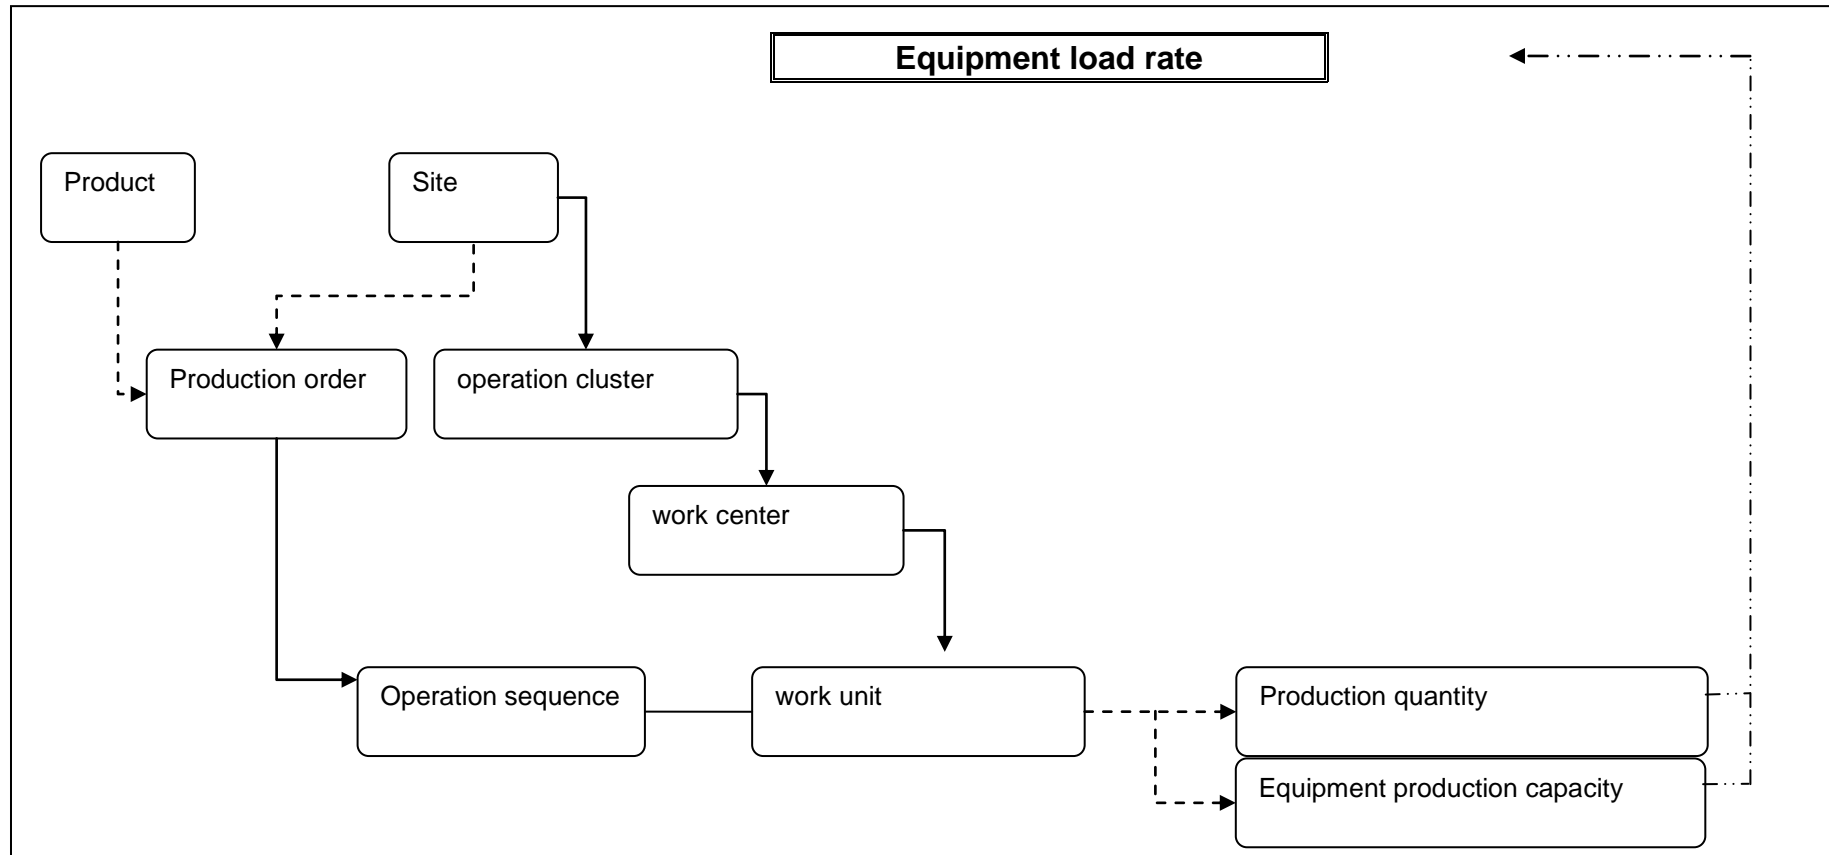 Equipment load rate
Product
Site
Production order
operation cluster
work center
Operation sequence
work unit
Production quantity
Equipment production capacity